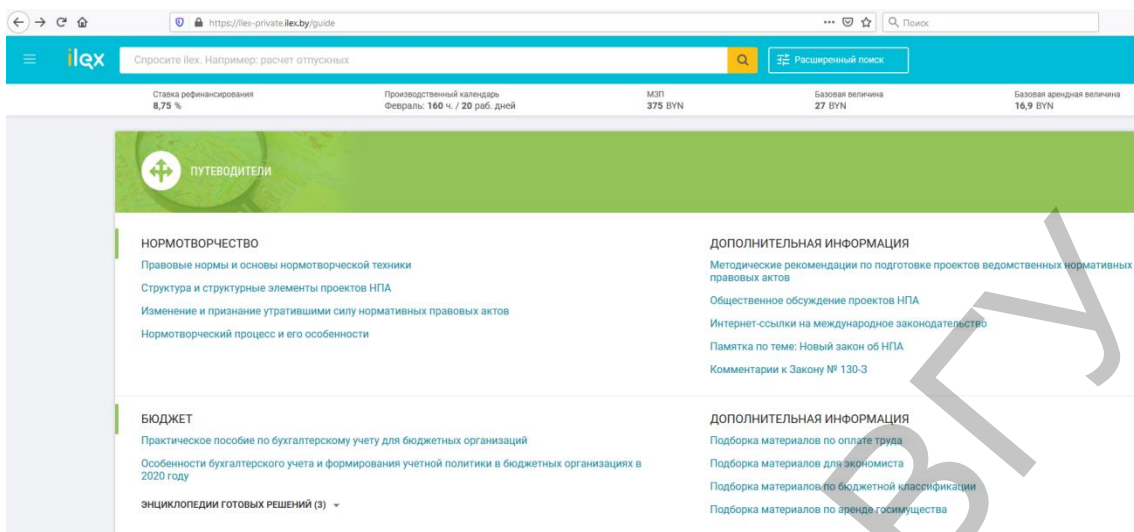 https://ilex-private.ilex.by/guide
Поиск
ilex
Спросите ilex. Например: расчет отпускных
Расширенный поиск
Ставка рефинансирования
8,75 %
Производственный календарь
Февраль: 160 ч. / 20 раб. дней
МЗП
375 BYN
Базовая величина
27 BYN
Базовая арендная величина
16,9 BYN
ПУТЕВОДИТЕЛИ
НОРМОТВОРЧЕСТВО
Правовые нормы и основы нормотворческой техники
Структура и структурные элементы проектов НПА
Изменение и признание утратившими силу нормативных правовых актов
Нормотворческий процесс и его особенности
ДОПОЛНИТЕЛЬНАЯ ИНФОРМАЦИЯ
Методические рекомендации по подготовке проектов ведомственных нормативных
правовых актов
Общественное обсуждение проектов НПА
Интернет-ссылки на международное законодательство
Памятка по теме: Новый закон об НПА
Комментарии к Закону № 130-З
БЮДЖЕТ
Практическое пособие по бухгалтерскому учету для бюджетных организаций
Особенности бухгалтерского учета и формирования учетной политики в бюджетных организациях в
2020 году
ЭНЦИКЛОПЕДИИ ГОТОВЫХ РЕШЕНИЙ (3)
ДОПОЛНИТЕЛЬНАЯ ИНФОРМАЦИЯ
Подборка материалов по оплате труда
Подборка материалов для экономиста
Подборка материалов по бюджетной классификации
Подборка материалов по аренде госимущества
ВГУ